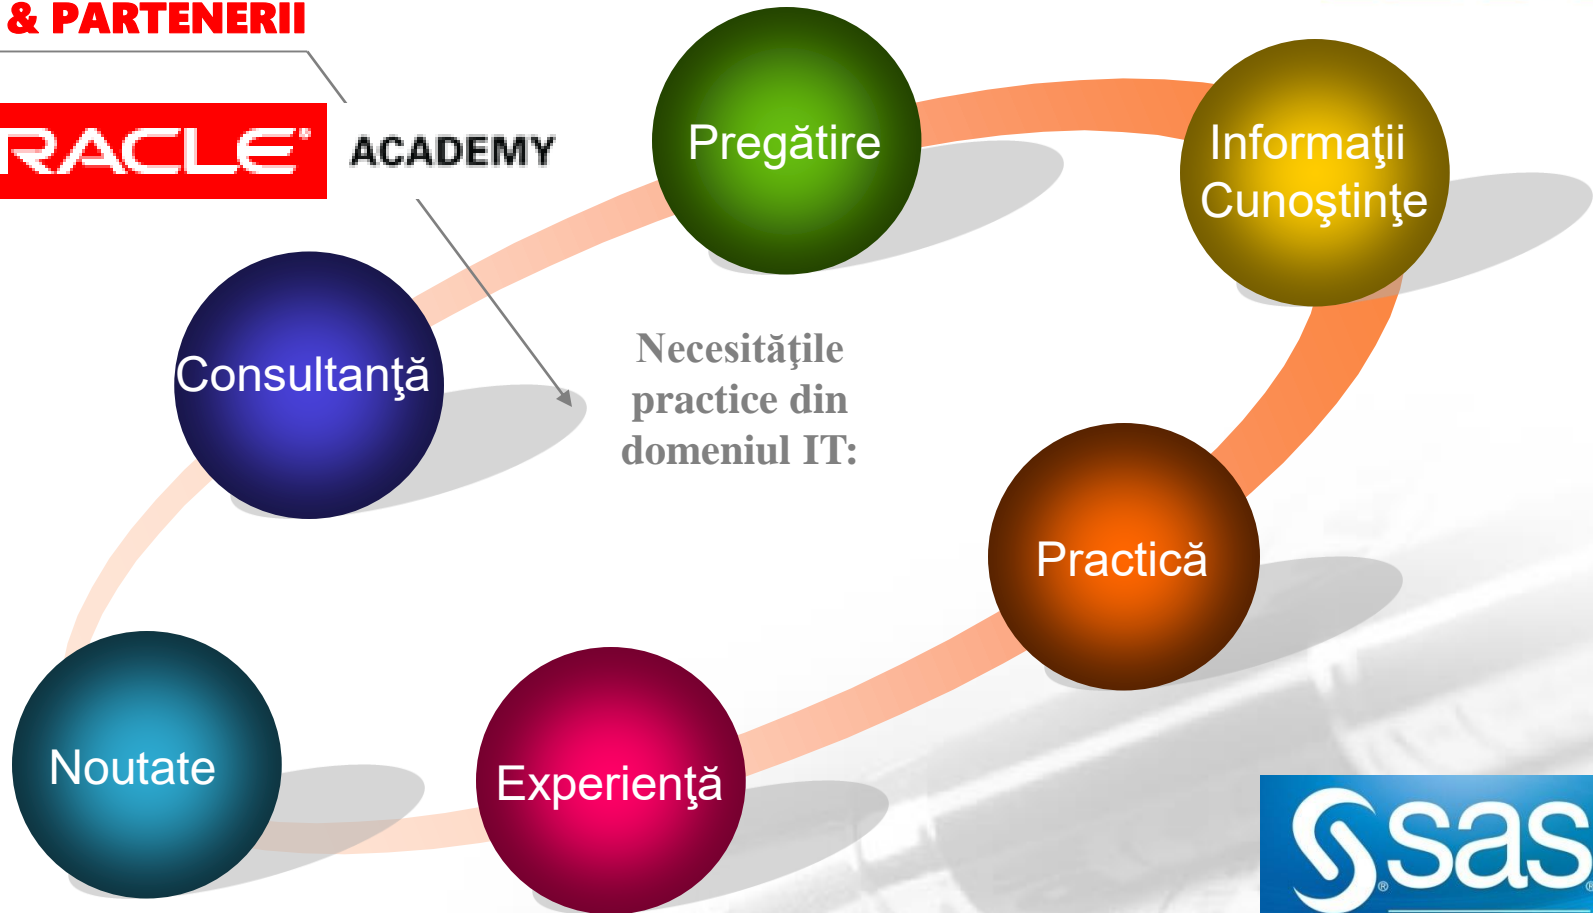 & PARTENERII
RACLE®
ACADEMY
Pregătire
Informaţii
Cunoştinţe
Consultanţă
Necesităţile
practice din
domeniul IT:
Practică
Noutate
Experienţă
sas